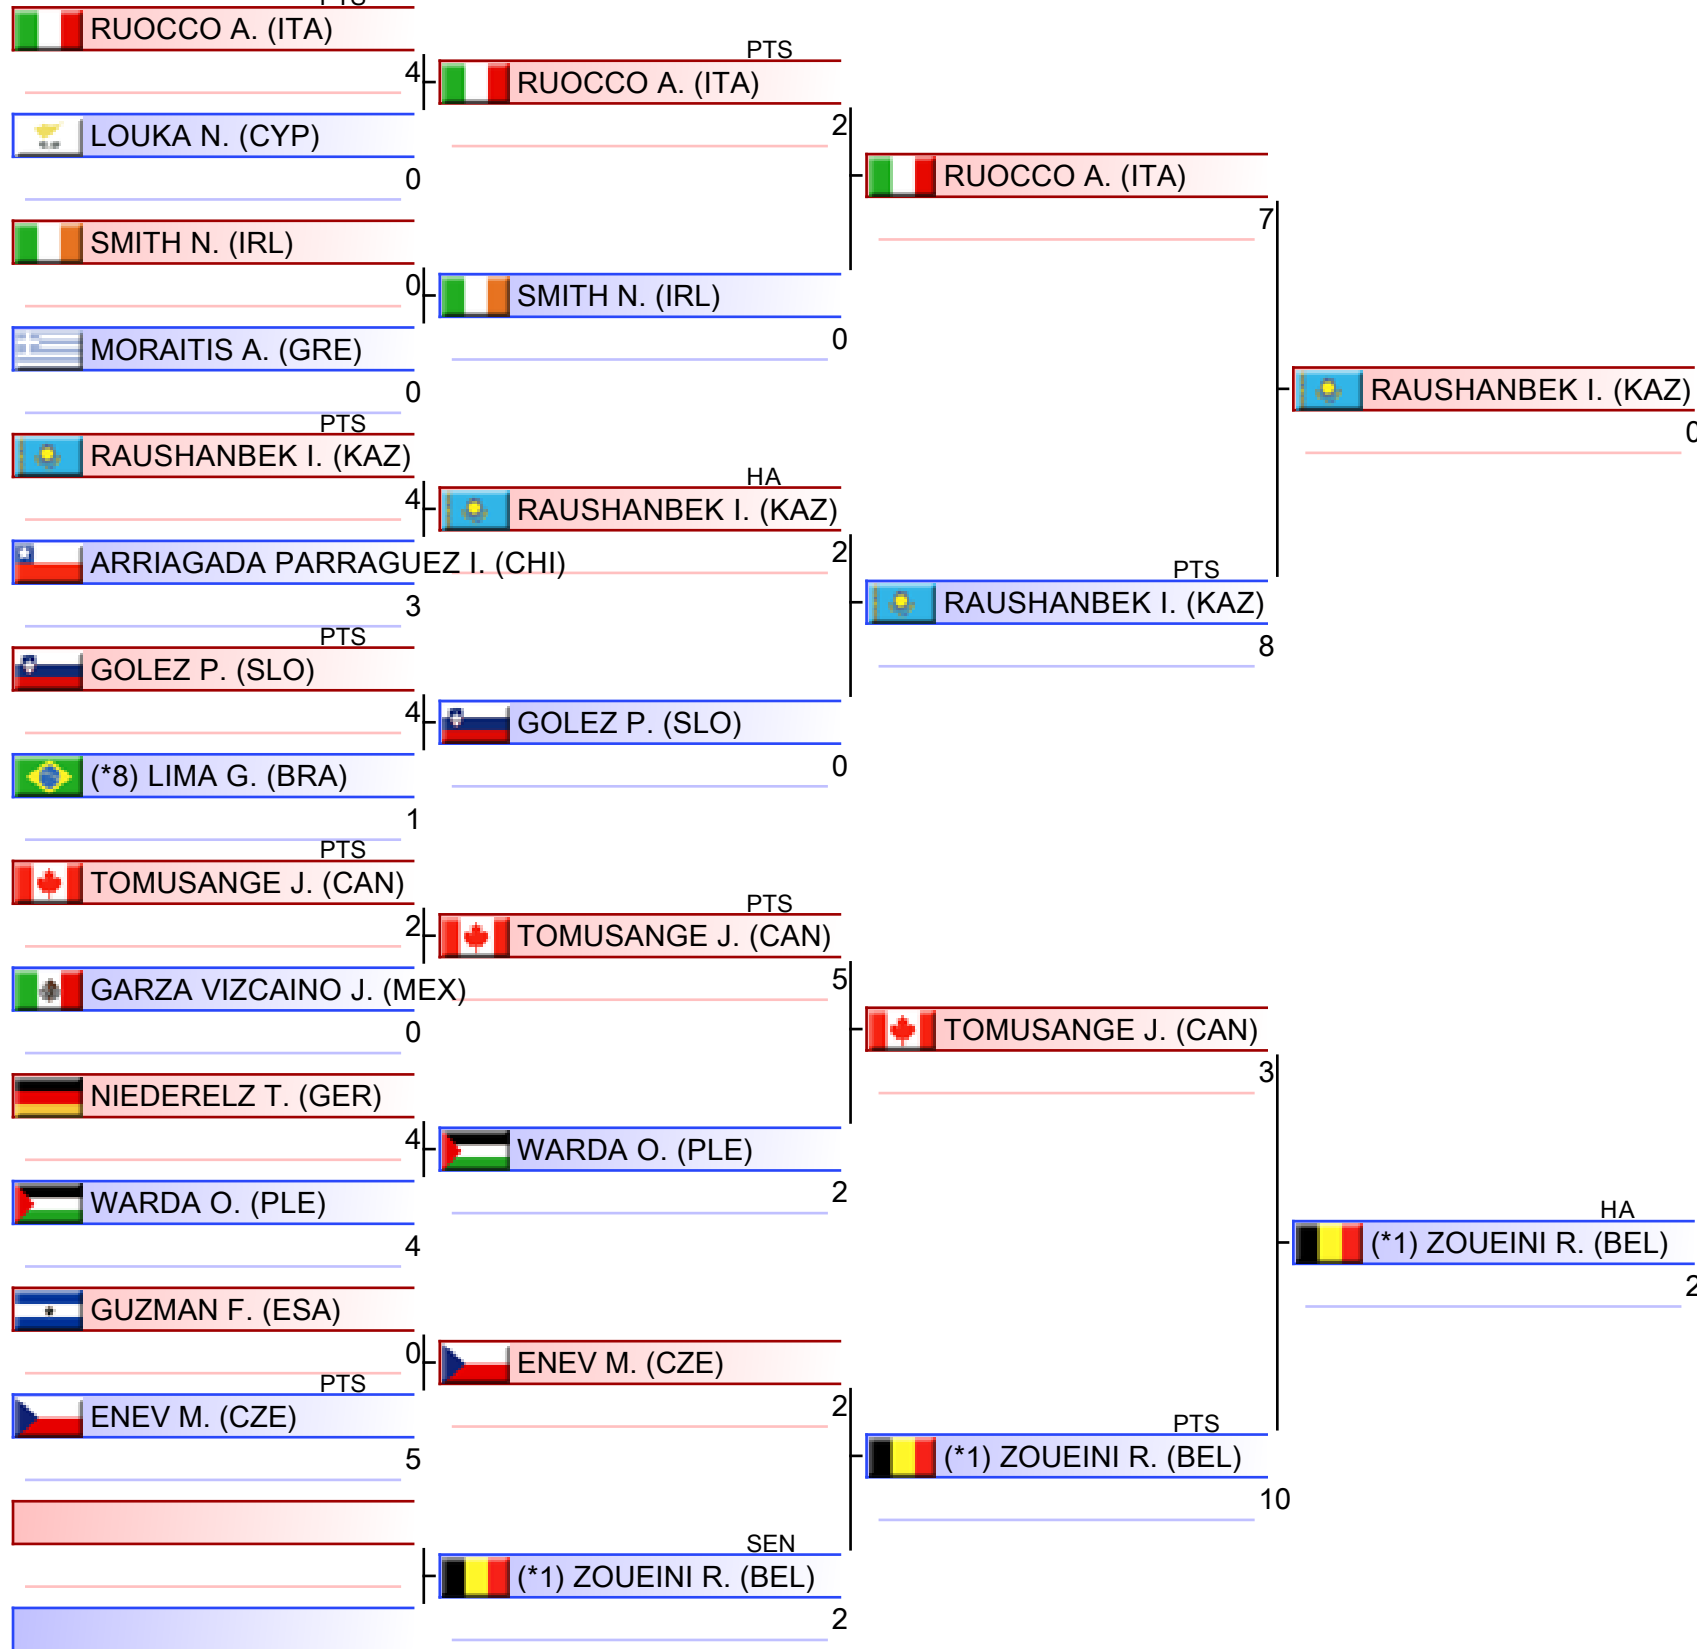 PTS
RUOCCO A. (ITA)
4
LOUKA N. (CYP)
0
SMITH N. (IRL)
0
MORAITIS A. (GRE)
0
PTS
RAUSHANBEK I. (KAZ)
4
ARRIAGADA PARRAGUEZ I. (CHI)
3
PTS
GOLEZ P. (SLO)
4
(*8) LIMA G. (BRA)
1
PTS
TOMUSANGE J. (CAN)
2
GARZA VIZCAINO J. (MEX)
0
NIEDERELZ T. (GER)
4
WARDA O. (PLE)
4
GUZMAN F. (ESA)
0
PTS
ENEV M. (CZE)
5
PTS
RUOCCO A. (ITA)
2
SMITH N. (IRL)
0
HA
RAUSHANBEK I. (KAZ)
2
GOLEZ P. (SLO)
0
PTS
TOMUSANGE J. (CAN)
5
WARDA O. (PLE)
2
ENEV M. (CZE)
2
SEN
(*1) ZOUEINI R. (BEL)
2
RUOCCO A. (ITA)
7
PTS
RAUSHANBEK I. (KAZ)
8
TOMUSANGE J. (CAN)
3
PTS
(*1) ZOUEINI R. (BEL)
10
RAUSHANBEK I. (KAZ)
0
HA
(*1) ZOUEINI R. (BEL)
2